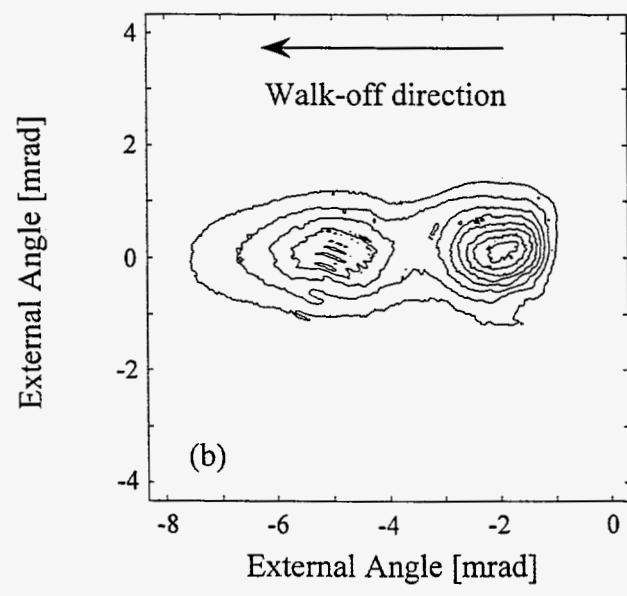 4
Walk-off direction
2
External Angle [mrad]
0
-2
(b)
-4
-8 -6 -4 -2 0
External Angle [mrad]